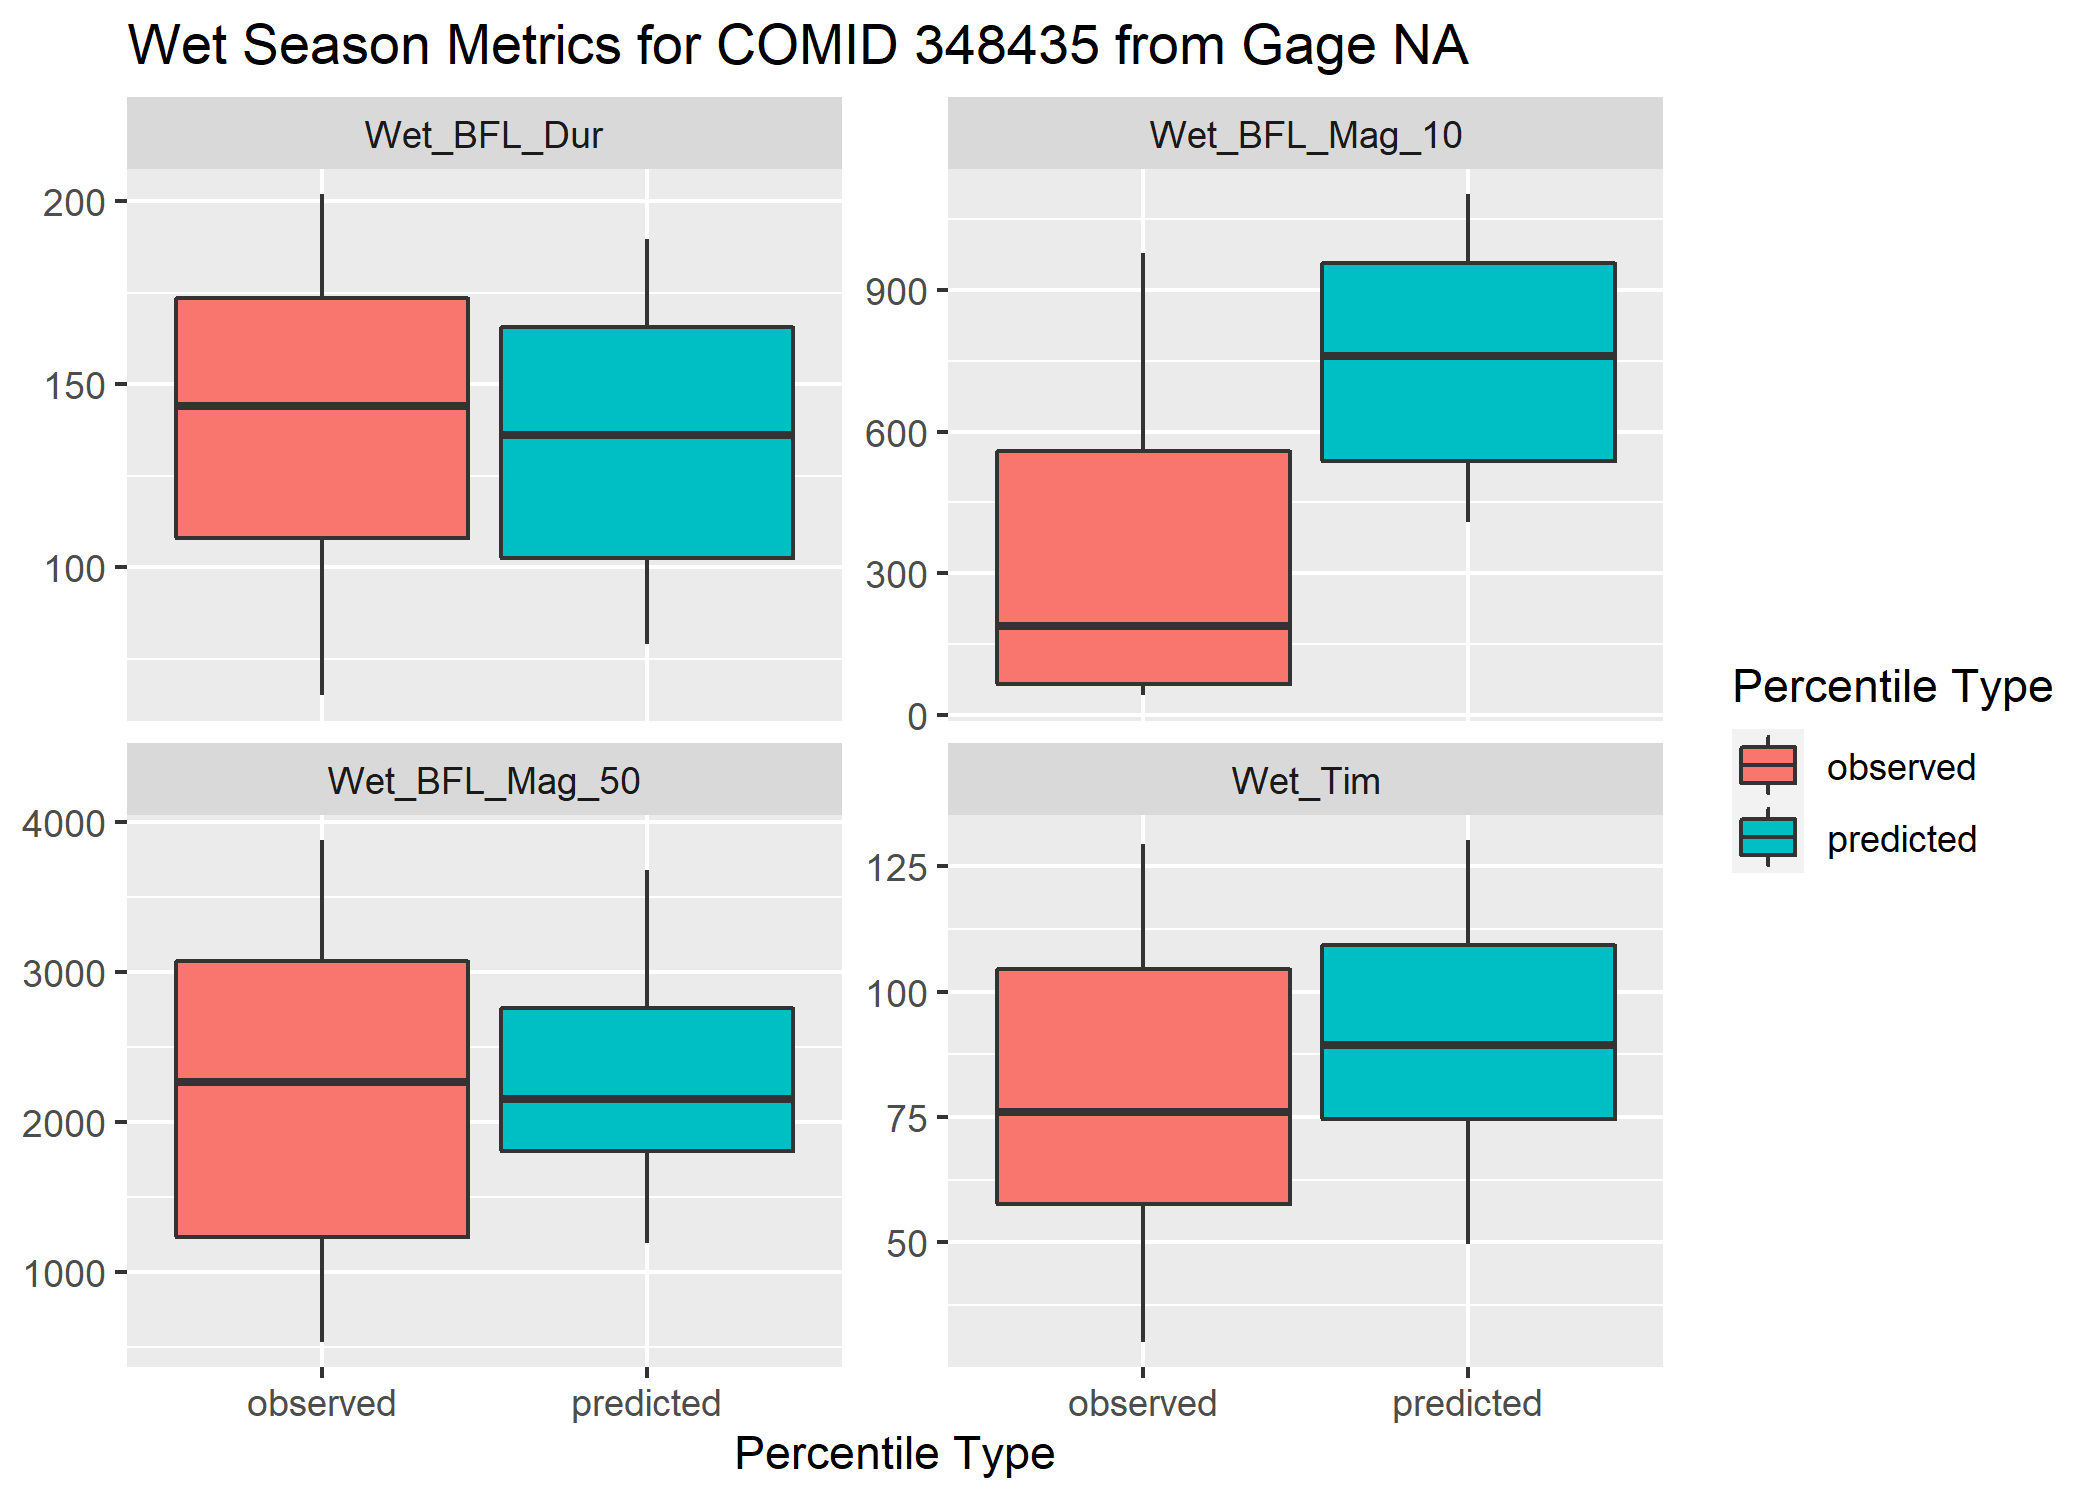 Wet Season Metrics for COMID 348435 from Gage NA
Wet_BFL_Dur
200
150
100
Wet_BFL_Mag_10
900
600
300
0
Wet_BFL_Mag_50
4000
3000
2000
1000
observed predicted
Wet_Tim
125
100
75
50
observed predicted
Percentile Type
Percentile Type
observed
predicted